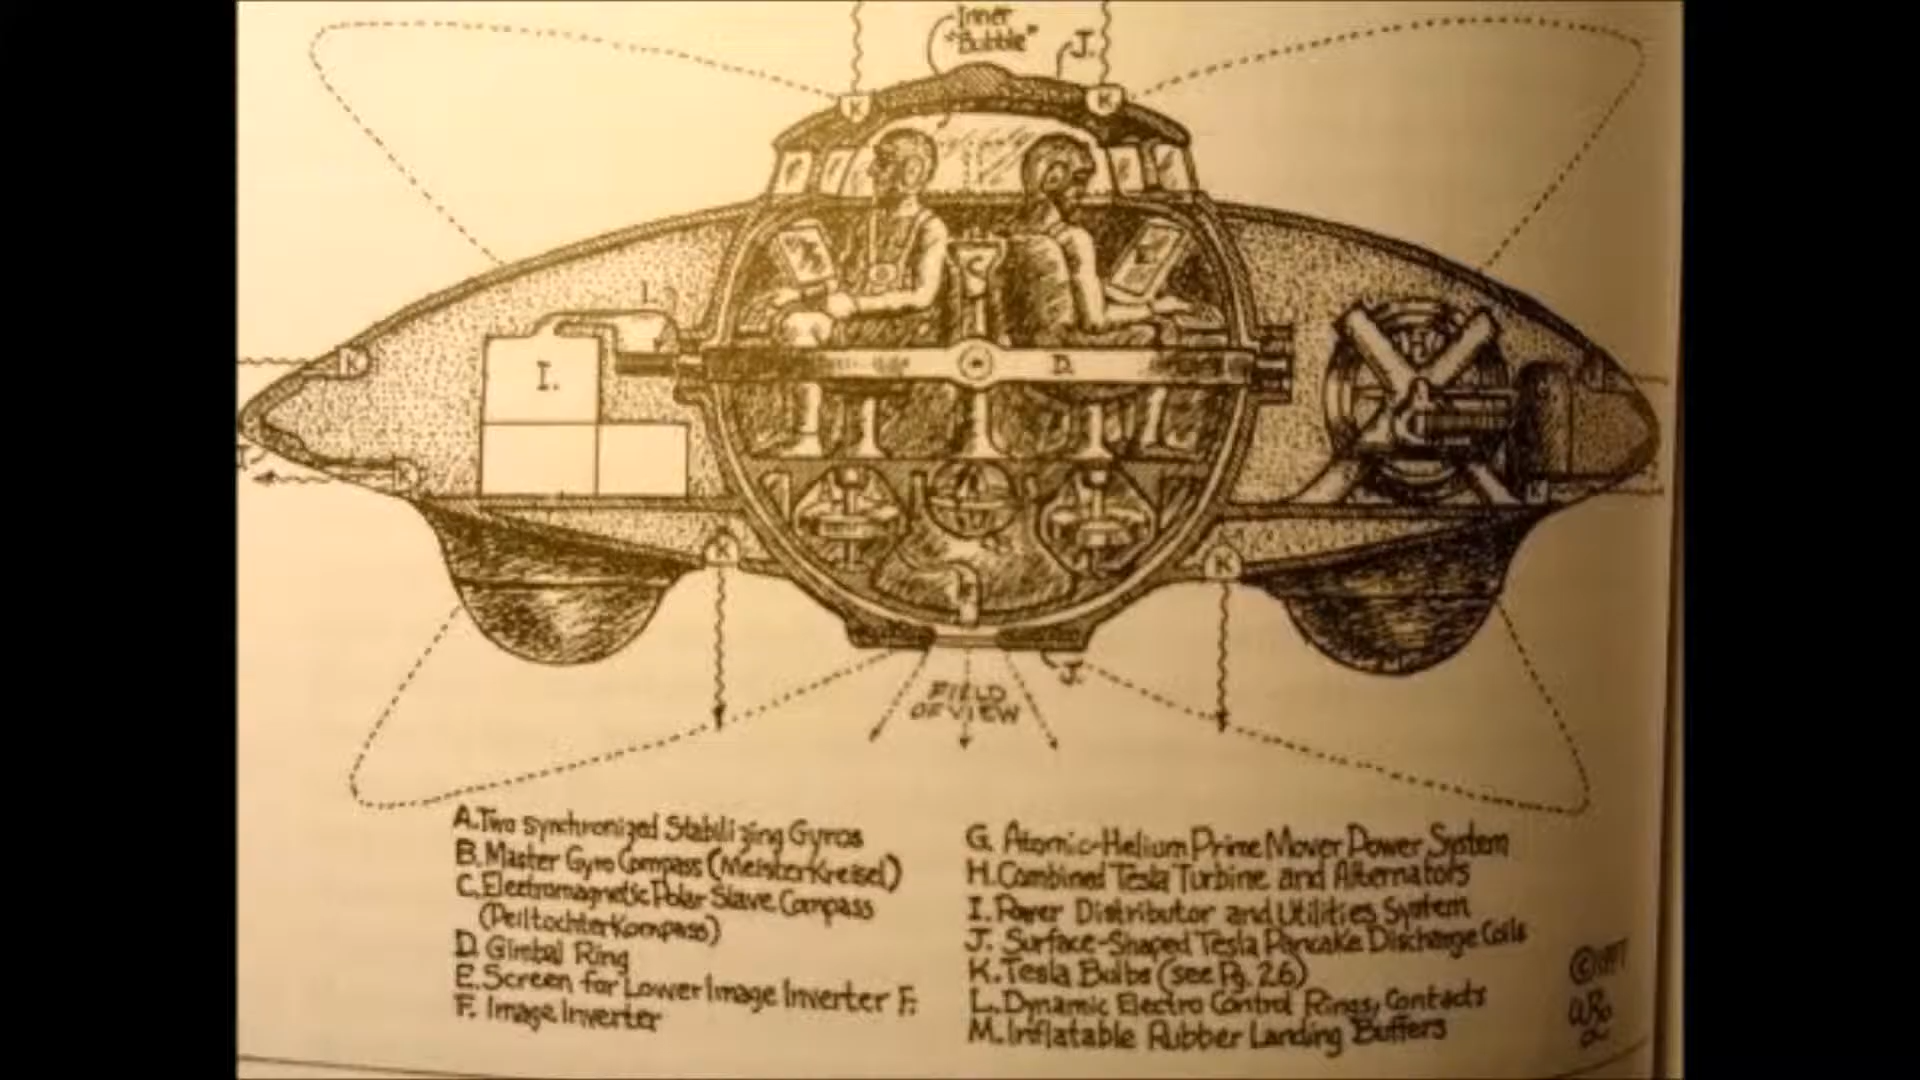 Inner
"Bubble"
J.
K
K
C
H
L
K
I.
D.
K
K
K
J.
FIELD
OF VIEW
A. Two Synchronized Stabilizing Gyros
B. Master Gyro Compass (MeisterKreisel)
C. Electromagnetic Polar Slave Compass
(PeiltochterKompass)
D. Gimbal Ring
E. Screen for Lower Image Inverter F.
F. Image Inverter
G. Atomic-Helium Prime Mover Power System
H. Combined Tesla Turbine and Alternators
I. Power Distributor and Utilities System
J. Surface-Shaped Tesla Pancake Discharge Coils
K. Tesla Bulbs (see Pg. 26)
L. Dynamic Electro Control Rings, Contacts
M. Inflatable Rubber Landing Buffers